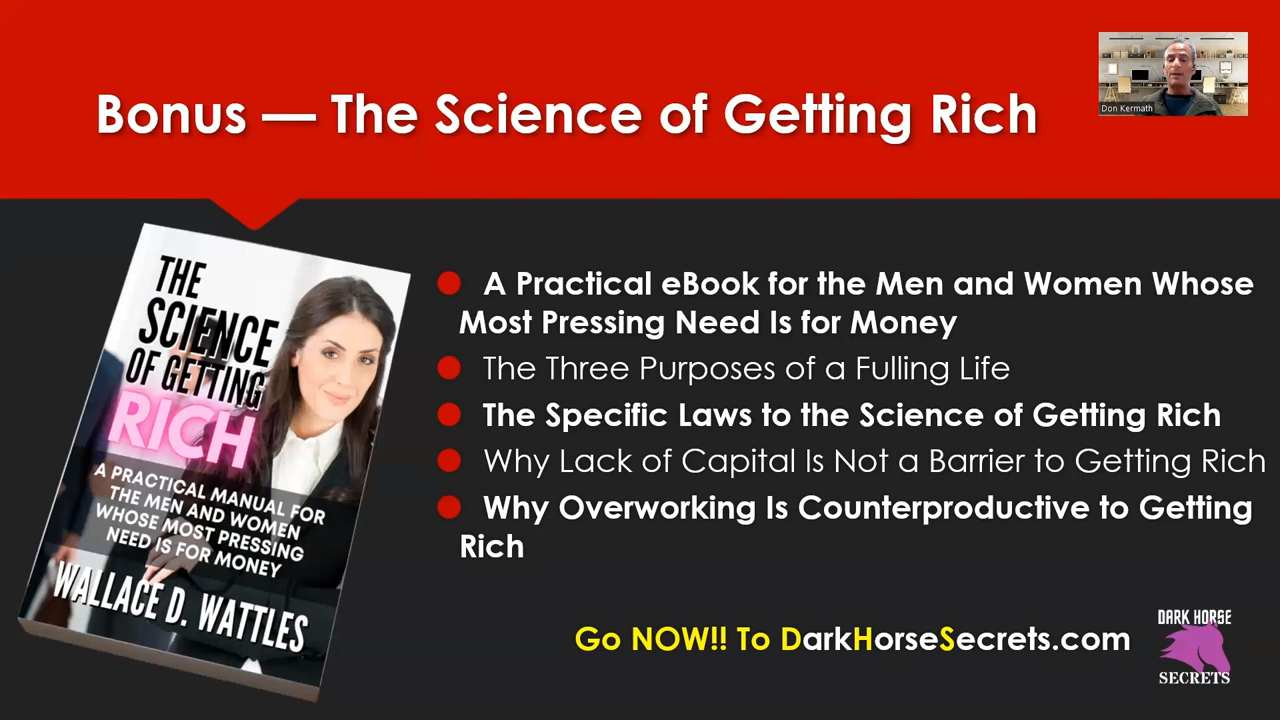 Bonus — The Science of Getting Rich
Don Kermath
THE
SCIENCE
OF GETTING
RICH
A PRACTICAL MANUAL FOR
THE MEN AND WOMEN
WHOSE MOST PRESSING
NEED IS FOR MONEY
WALLACE D. WATTLES
A Practical eBook for the Men and Women Whose
Most Pressing Need Is for Money
The Three Purposes of a Fulling Life
The Specific Laws to the Science of Getting Rich
Why Lack of Capital Is Not a Barrier to Getting Rich
Why Overworking Is Counterproductive to Getting
Rich
Go NOW!! To DarkHorseSecrets.com
DARK HORSE
SECRETS